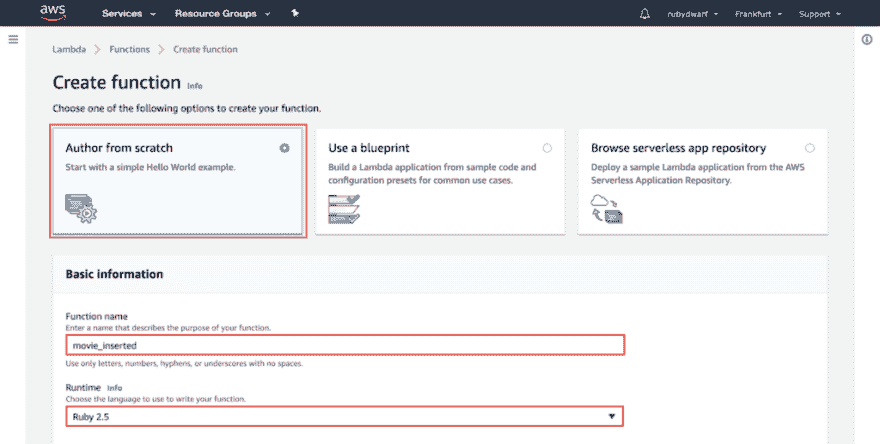 aws Services Resource Groups rubydwarf Frankfurt Support
Lambda Functions Create function
Create function Info
Choose one of the following options to create your function.
Author from scratch
Start with a simple Hello World example.
Use a blueprint
Build a Lambda application from sample code and
configuration presets for common use cases.
Browse serverless app repository
Deploy a sample Lambda application from the AWS
Serverless Application Repository.
Basic information
Function name
Enter a name that describes the purpose of your function.
movie_inserted
Use only letters, numbers, hyphens, or underscores with no spaces.
Runtime Info
Choose the language to use to write your function.
Ruby 2.5